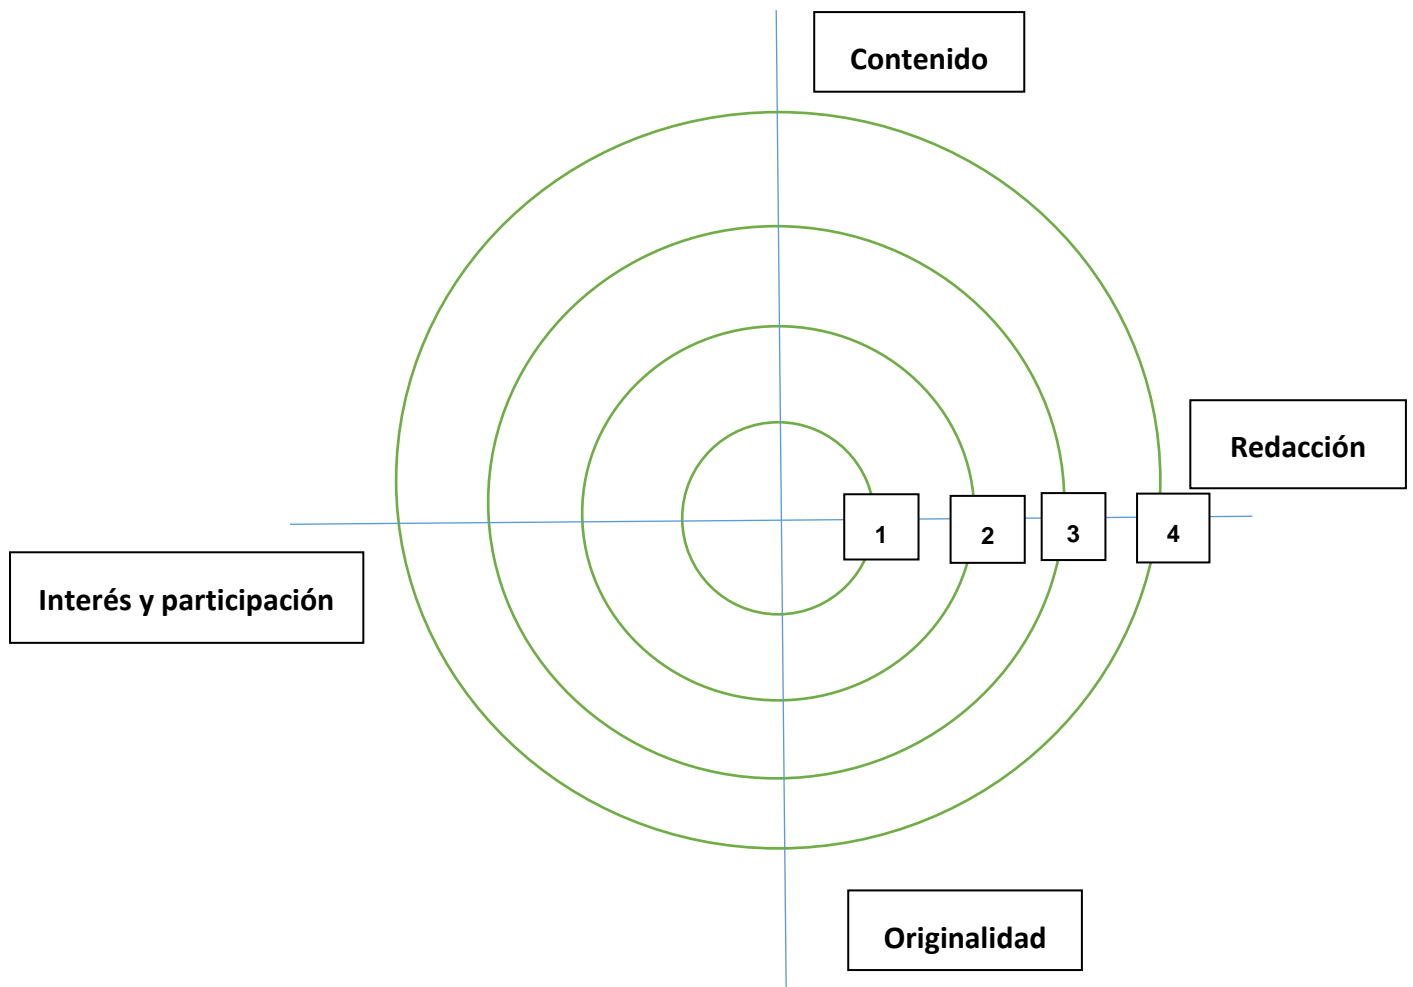 Contenido
Redacción
1
2
3
4
Interés y participación
Originalidad